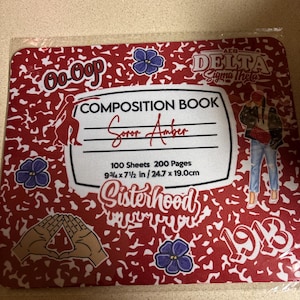 Oo-Oop
DELTA
Sigma Theta
COMPOSITION BOOK
Soror Amber
100 Sheets 200 Pages
9¾ x 7½ in / 24.7 x 19.0cm
Sisterhood
1913